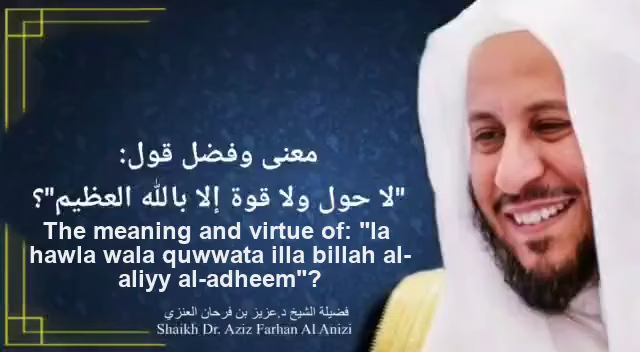 معنى وفضل قول:
"لا حول ولا قوة إلا بالله العظيم"؟
The meaning and virtue of: "la
hawla wala quwwata illa billah al-
aliyy al-adheem"?
فضيلة الشيخ د.عزيز بن فرحان العنزي
Shaikh Dr. Aziz Farhan Al Anizi